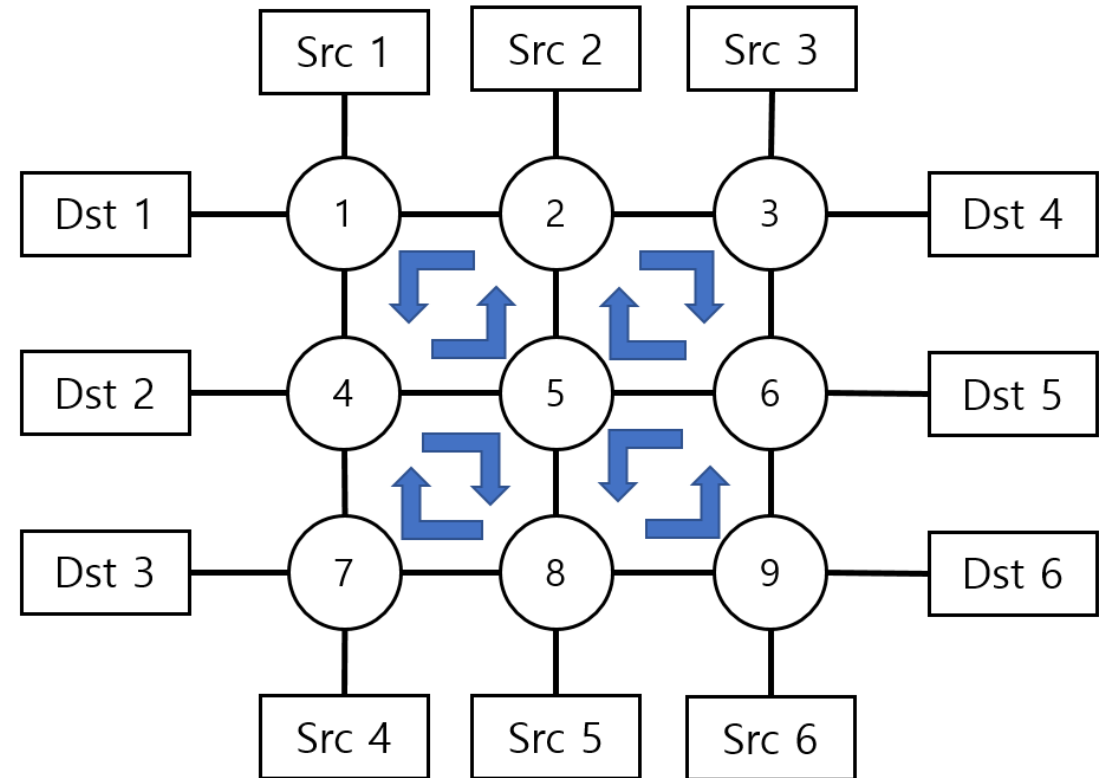 Src 1
Src 2
Src 3
Dst 1
1
2
3
Dst 4
Dst 2
4
5
6
Dst 5
Dst 3
7
8
9
Dst 6
Src 4
Src 5
Src 6